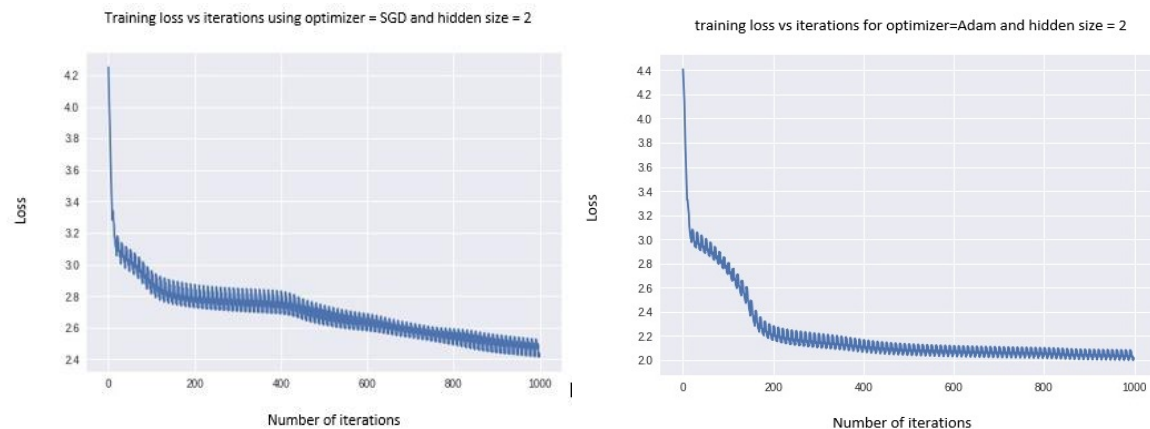 Training loss vs iterations using optimizer = SGD and hidden size = 2
4.2
4.0
3.8
3.6
3.4
3.2
3.0
2.8
2.6
2.4
Loss
0 200 400 600 800 1000
Number of iterations
training loss vs iterations for optimizer=Adam and hidden size = 2
4.4
4.2
4.0
3.8
3.6
3.4
3.2
3.0
2.8
2.6
2.4
2.2
2.0
Loss
0 200 400 600 800 1000
Number of iterations